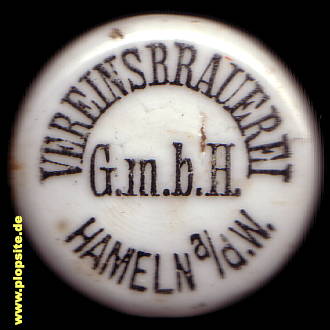 VEREINSBRAUEREI
G.m.b.H.
HAMELN a/d.W.
www.plopsite.de